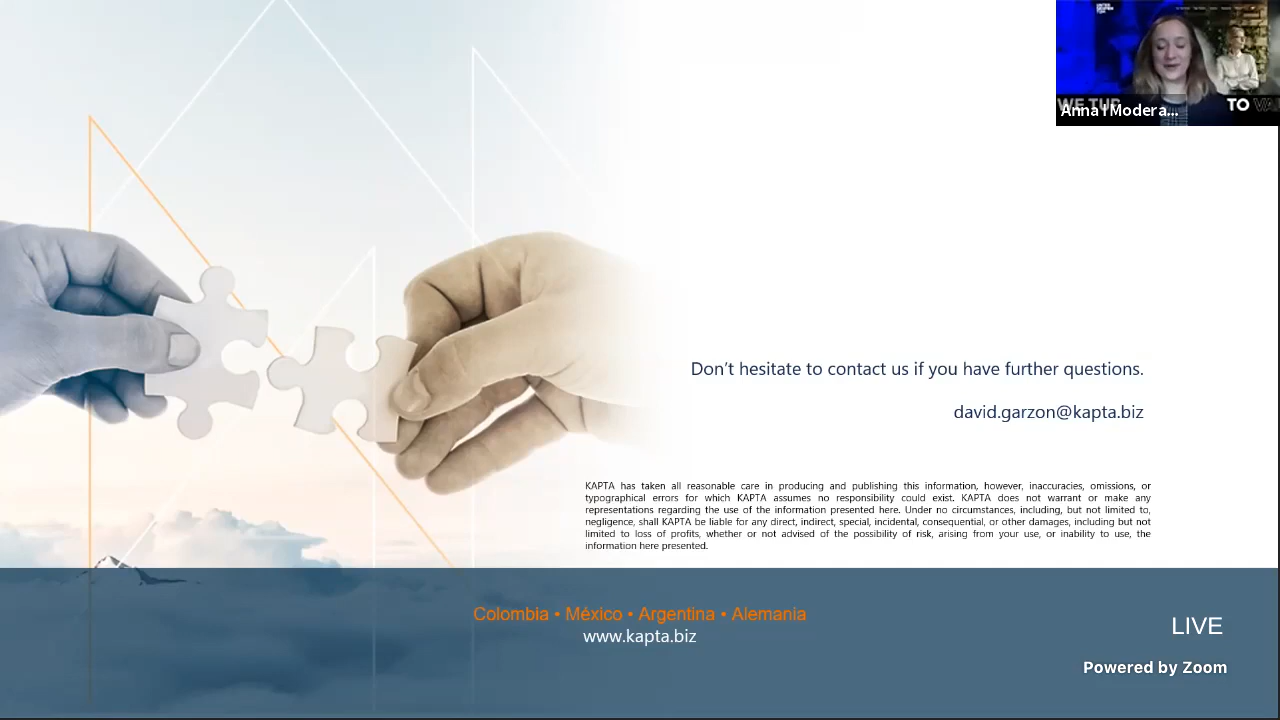 WE TUR
TO VA
Anna I Modera...
Don’t hesitate to contact us if you have further questions.
david.garzon@kapta.biz
KAPTA has taken all reasonable care in producing and publishing this information, however, inaccuracies, omissions, or
typographical errors for which KAPTA assumes no responsibility could exist. KAPTA does not warrant or make any
representations regarding the use of the information presented here. Under no circumstances, including, but not limited to,
negligence, shall KAPTA be liable for any direct, indirect, special, incidental, consequential, or other damages, including but not
limited to loss of profits, whether or not advised of the possibility of risk, arising from your use, or inability to use, the
information here presented.
Colombia • México • Argentina • Alemania
www.kapta.biz
LIVE
Powered by Zoom